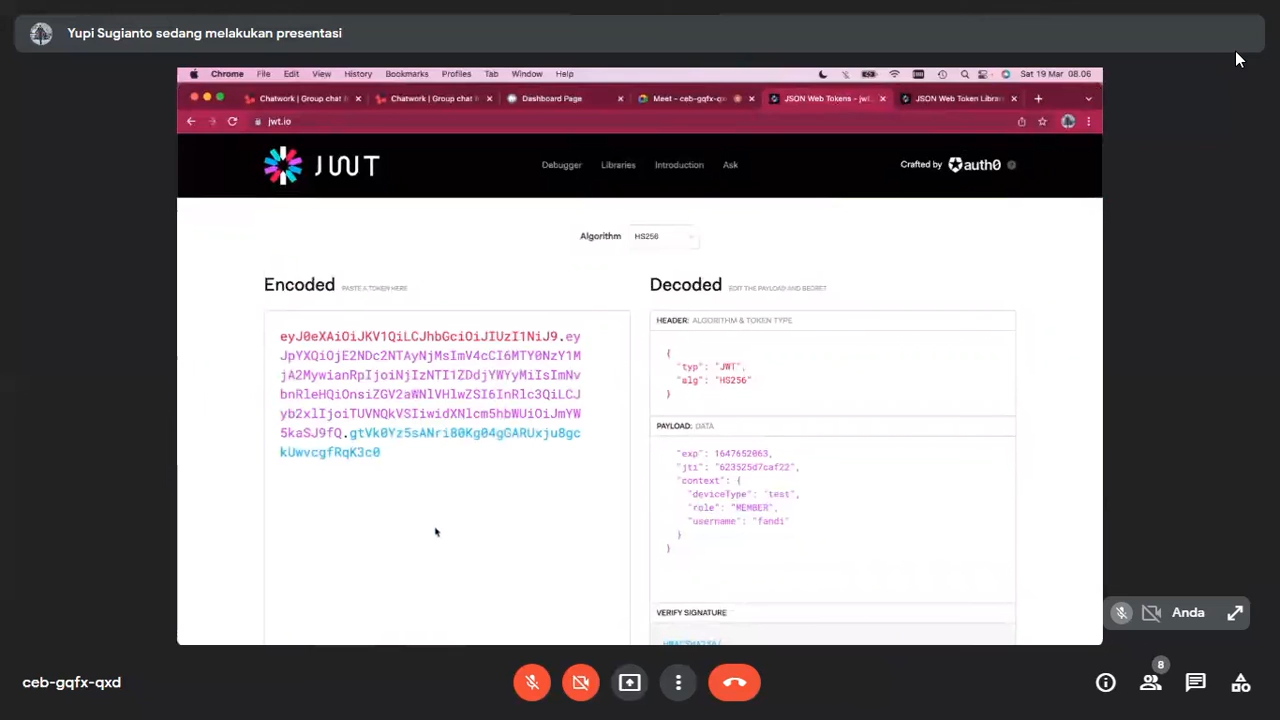 Yupi Sugianto sedang melakukan presentasi
Chrome File Edit View History Bookmarks Profiles Tab Window Help Sat 19 Mar 08.06
Chatwork | Group chat Chatwork | Group chat Dashboard Page Meet - ceb-gqfx-qx JSON Web Tokens - jwt. JSON Web Token Libra
jwt.io
JWT Debugger Libraries Introduction Ask Crafted by auth0
Algorithm HS256
Encoded PASTE A TOKEN HERE
Decoded EDIT THE PAYLOAD AND SECRET
eyJ0eXAiOiJKV1QiLCJhbGciOiJIUzI1NiJ9.ey
JpYXQiOjE2NDc2NTAyNjMsImV4cCI6MTY0NzY1M
jA2MywianRpIjoiNjIzNTI1ZDdjYWYyMiIsImNv
bnRleHQiOnsiZGV2aWNlVHlwZSI6InRlc3QiLCJ
yb2xlIjoiTUVNQkVSIiwidXNlcm5hbWUiOiJmYW
5kaSJ9fQ.gtVk0Yz5sANri80Kg04gGARUxju8gc
kUwvcgfRqK3c0
HEADER: ALGORITHM & TOKEN TYPE
{
"typ": "JWT",
"alg": "HS256"
}
PAYLOAD: DATA
"exp": 1647652063,
"jti": "623525d7caf22",
"context": {
"deviceType": "test",
"role": "MEMBER",
"username": "fandi"
}
}
VERIFY SIGNATURE
Anda
ceb-gqfx-qxd
8